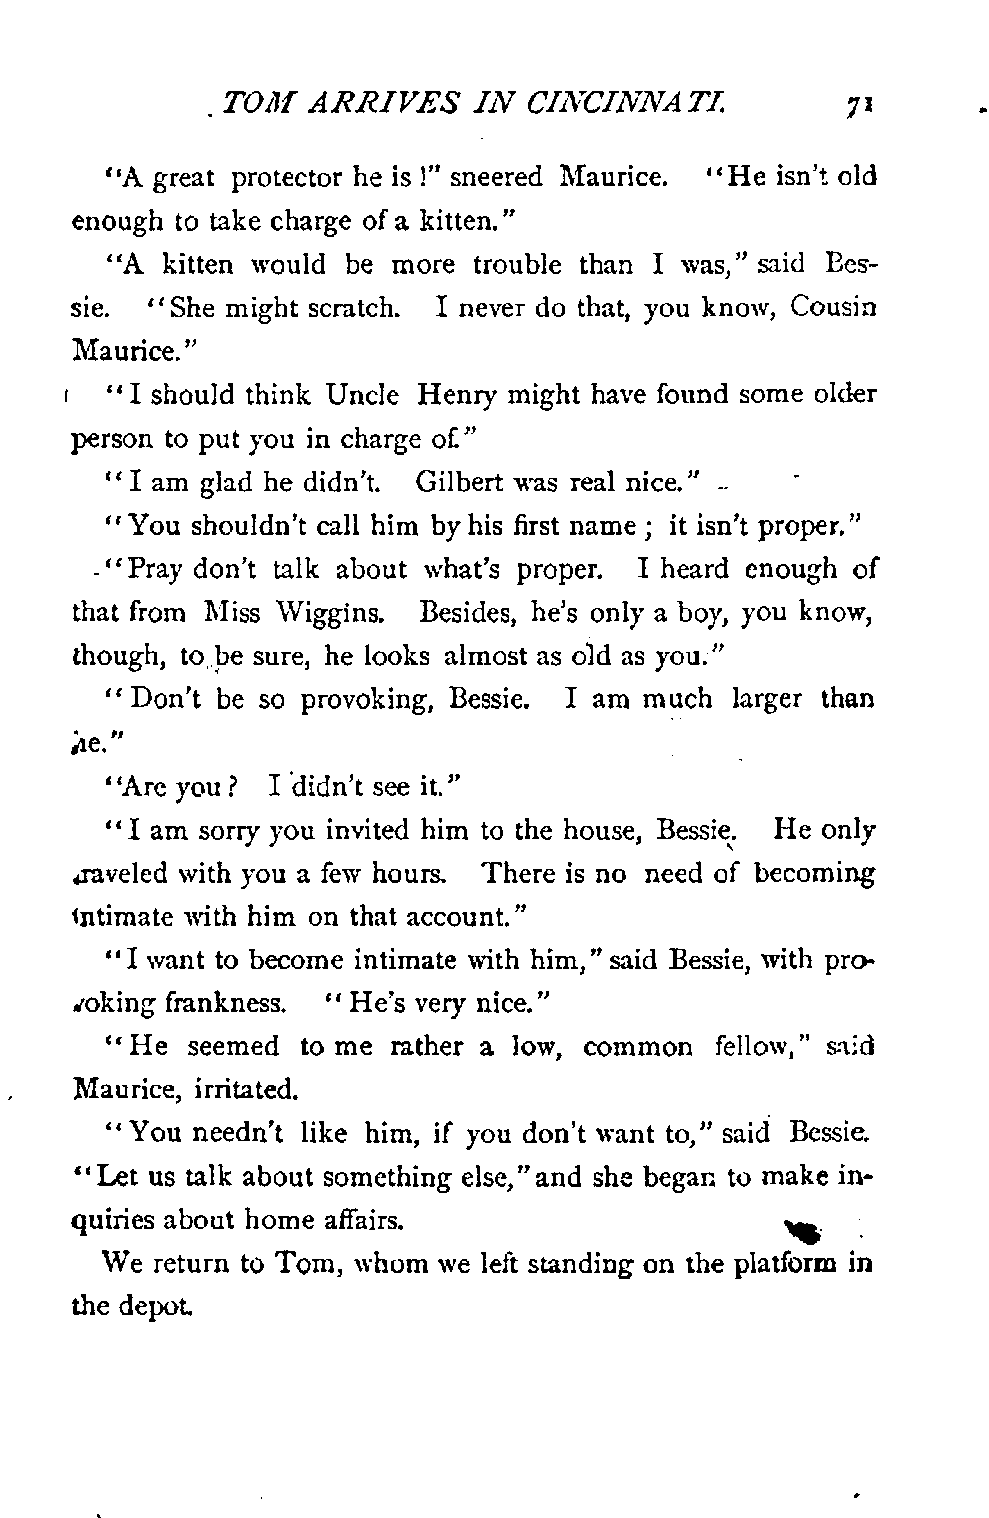 TOM ARRIVES IN CINCINNATI. 71
"A great protector he is!" sneered Maurice. "He isn't old
enough to take charge of a kitten."
"A kitten would be more trouble than I was," said Bes-
sie. "She might scratch. I never do that, you know, Cousin
Maurice."
"I should think Uncle Henry might have found some older
person to put you in charge of."
"I am glad he didn't. Gilbert was real nice."
"You shouldn't call him by his first name; it isn't proper."
"Pray don't talk about what's proper. I heard enough of
that from Miss Wiggins. Besides, he's only a boy, you know,
though, to be sure, he looks almost as old as you."
"Don't be so provoking, Bessie. I am much larger than
he."
"Are you? I didn't see it."
"I am sorry you invited him to the house, Bessie. He only
traveled with you a few hours. There is no need of becoming
intimate with him on that account."
"I want to become intimate with him," said Bessie, with pro-
voking frankness. "He's very nice."
"He seemed to me rather a low, common fellow," said
Maurice, irritated.
"You needn't like him, if you don't want to," said Bessie.
"Let us talk about something else," and she began to make in-
quiries about home affairs.
We return to Tom, whom we left standing on the platform in
the depot.